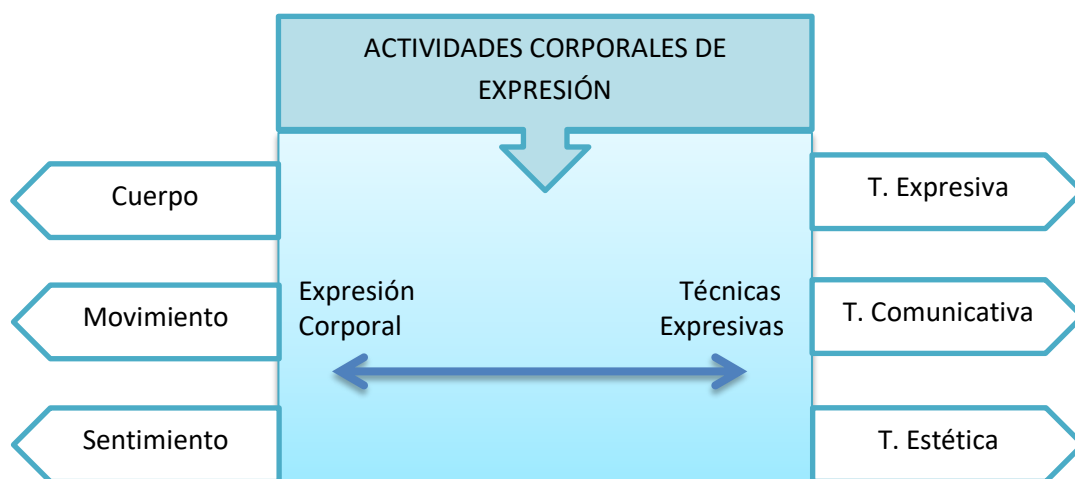 ACTIVIDADES CORPORALES DE
EXPRESIÓN
Cuerpo
Movimiento
Sentimiento
Expresión
Corporal
Técnicas
Expresivas
T. Expresiva
T. Comunicativa
T. Estética